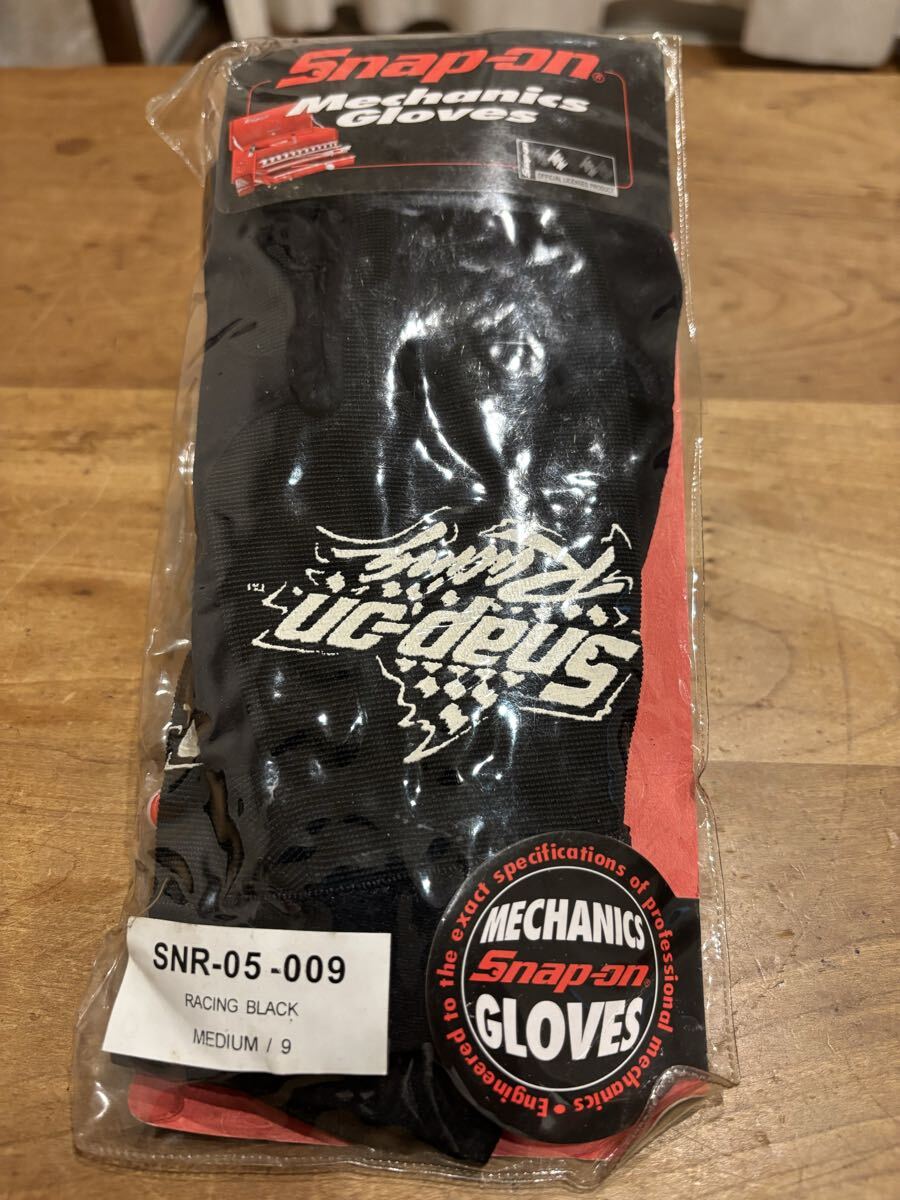 Snap-on®
Mechanics
Gloves
OFFICIAL LICENSED PRODUCT
Racing
Snap-on
TM
SNR-05-009
RACING BLACK
MEDIUM / 9
• Engineered to the exact specifications of professional mechanics
MECHANICS
Snap-on®
GLOVES